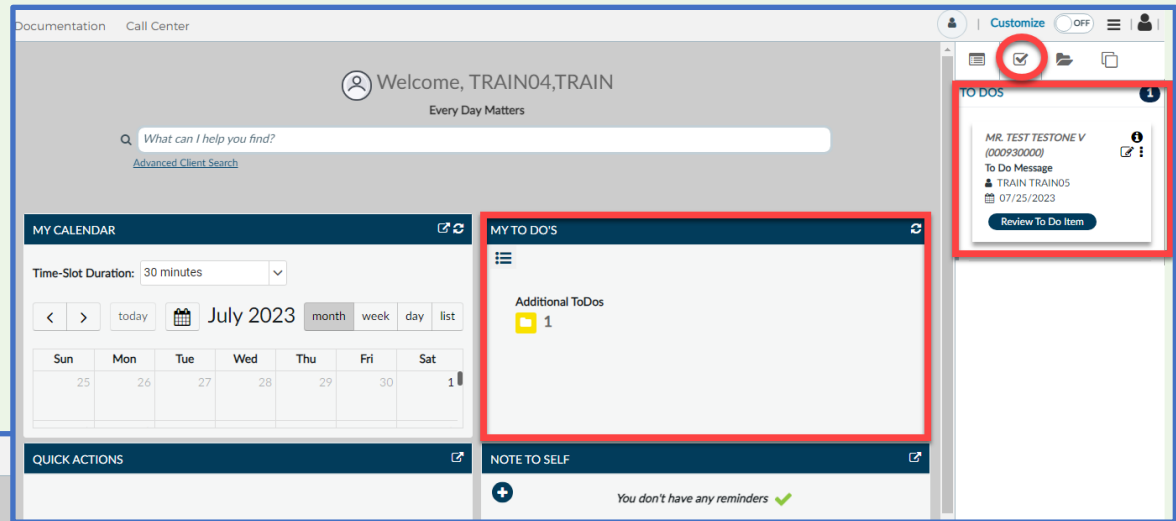 Documentation Call Center
Customize OFF
Welcome, TRAIN04,TRAIN
Every Day Matters
What can I help you find?
Advanced Client Search
MY CALENDAR
Time-Slot Duration: 30 minutes
today July 2023 month week day list
Sun Mon Tue Wed Thu Fri Sat
25 26 27 28 29 30 1
MY TO DO'S
Additional ToDos
1
QUICK ACTIONS
NOTE TO SELF
You don't have any reminders
TO DOS 1
MR. TEST TESTONE V
(000930000)
To Do Message
TRAIN TRAIN05
07/25/2023
Review To Do Item